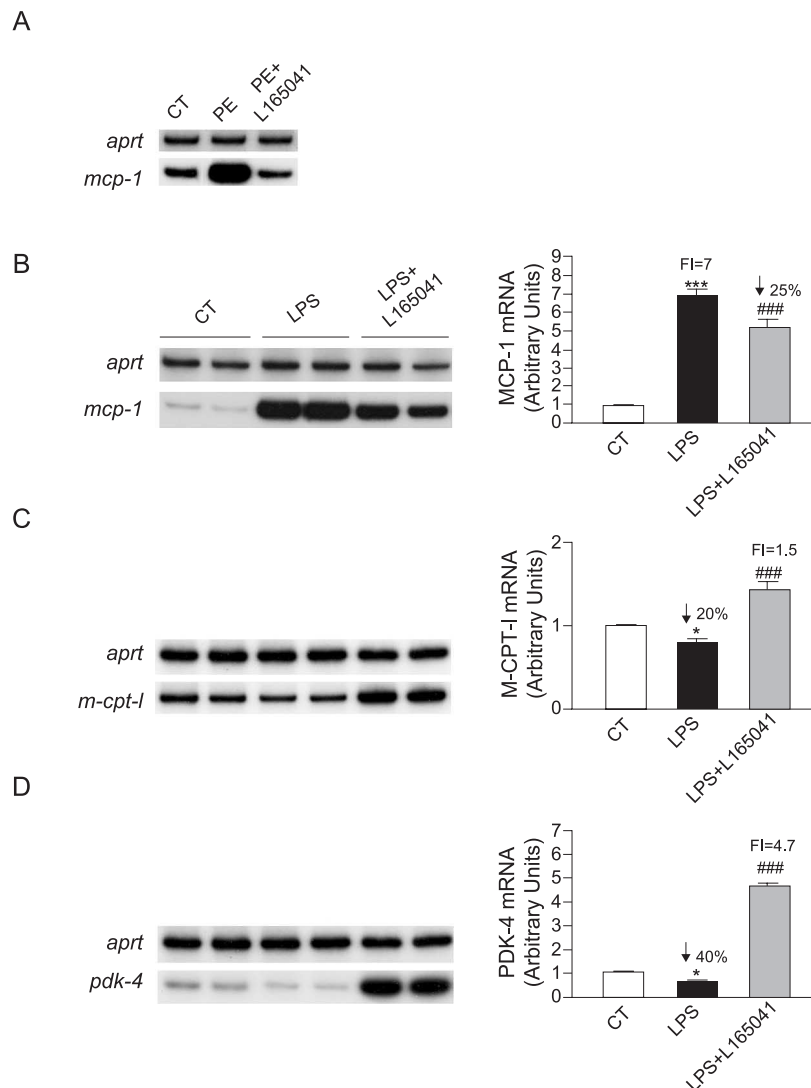 A
CT
PE
PE+
L165041
aprt
mcp-1
B
CT
LPS
LPS+
L165041
aprt
mcp-1
MCP-1 mRNA
(Arbitrary Units)
9
8
7
6
5
4
3
2
1
0
FI=7
***
↓ 25%
###
CT
LPS
LPS+L165041
C
aprt
m-cpt-I
M-CPT-I mRNA
(Arbitrary Units)
2
1
0
↓ 20%
*
FI=1.5
###
CT
LPS
LPS+L165041
D
aprt
pdk-4
PDK-4 mRNA
(Arbitrary Units)
7
6
5
4
3
2
1
0
↓ 40%
*
FI=4.7
###
CT
LPS
LPS+L165041